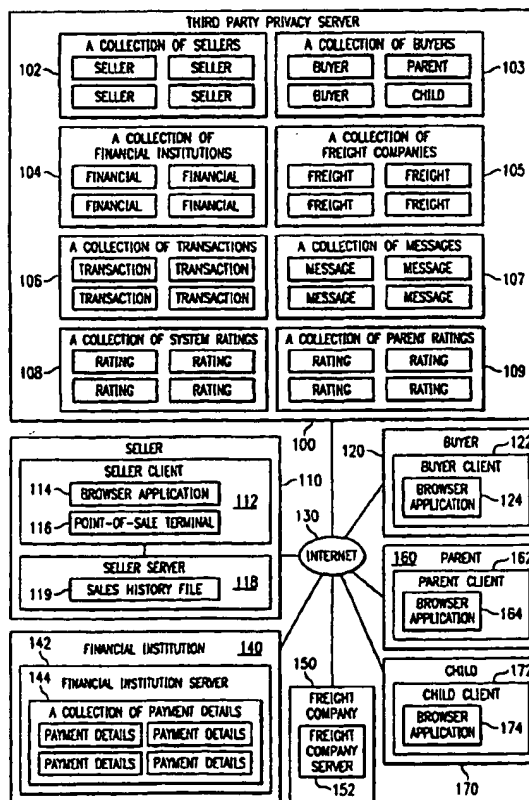 THIRD PARTY PRIVACY SERVER
A COLLECTION OF SELLERS
102
SELLER SELLER
SELLER SELLER
A COLLECTION OF BUYERS
BUYER PARENT
BUYER CHILD
103
A COLLECTION OF
FINANCIAL INSTITUTIONS
104
FINANCIAL FINANCIAL
FINANCIAL FINANCIAL
A COLLECTION OF
FREIGHT COMPANIES
FREIGHT FREIGHT
FREIGHT FREIGHT
105
A COLLECTION OF TRANSACTIONS
106
TRANSACTION TRANSACTION
TRANSACTION TRANSACTION
A COLLECTION OF MESSAGES
MESSAGE MESSAGE
MESSAGE MESSAGE
107
A COLLECTION OF SYSTEM RATINGS
108
RATING RATING
RATING RATING
A COLLECTION OF PARENT RATINGS
RATING RATING
RATING RATING
109
100
SELLER
SELLER CLIENT
114
BROWSER APPLICATION
112
116
POINT-OF-SALE TERMINAL
110
SELLER SERVER
119
SALES HISTORY FILE
118
130
INTERNET
120
BUYER
122
BUYER CLIENT
BROWSER
APPLICATION
124
160
PARENT
162
PARENT CLIENT
BROWSER
APPLICATION
164
CHILD
172
CHILD CLIENT
BROWSER
APPLICATION
174
170
142
FINANCIAL INSTITUTION
140
144
FINANCIAL INSTITUTION SERVER
A COLLECTION OF PAYMENT DETAILS
PAYMENT DETAILS PAYMENT DETAILS
PAYMENT DETAILS PAYMENT DETAILS
150
FREIGHT
COMPANY
FREIGHT
COMPANY
SERVER
152